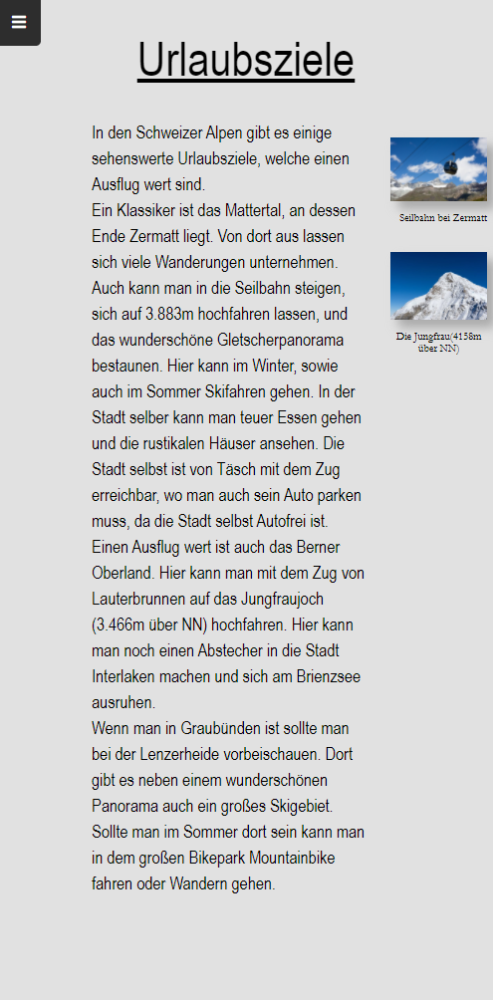 Urlaubsziele
In den Schweizer Alpen gibt es einige
sehenswerte Urlaubsziele, welche einen
Ausflug wert sind.
Ein Klassiker ist das Mattertal, an dessen
Ende Zermatt liegt. Von dort aus lassen
sich viele Wanderungen unternehmen.
Auch kann man in die Seilbahn steigen,
sich auf 3.883m hochfahren lassen, und
das wunderschöne Gletscherpanorama
bestaunen. Hier kann im Winter, sowie
auch im Sommer Skifahren gehen. In der
Stadt selber kann man teuer Essen gehen
und die rustikalen Häuser ansehen. Die
Stadt selbst ist von Täsch mit dem Zug
erreichbar, wo man auch sein Auto parken
muss, da die Stadt selbst Autofrei ist.
Einen Ausflug wert ist auch das Berner
Oberland. Hier kann man mit dem Zug von
Lauterbrunnen auf das Jungfraujoch
(3.466m über NN) hochfahren. Hier kann
man noch einen Abstecher in die Stadt
Interlaken machen und sich am Brienzsee
ausruhen.
Wenn man in Graubünden ist sollte man
bei der Lenzerheide vorbeischauen. Dort
gibt es neben einem wunderschönen
Panorama auch ein großes Skigebiet.
Sollte man im Sommer dort sein kann man
in dem großen Bikepark Mountainbike
fahren oder Wandern gehen.
Seilbahn bei Zermatt
Die Jungfrau(4158m
über NN)